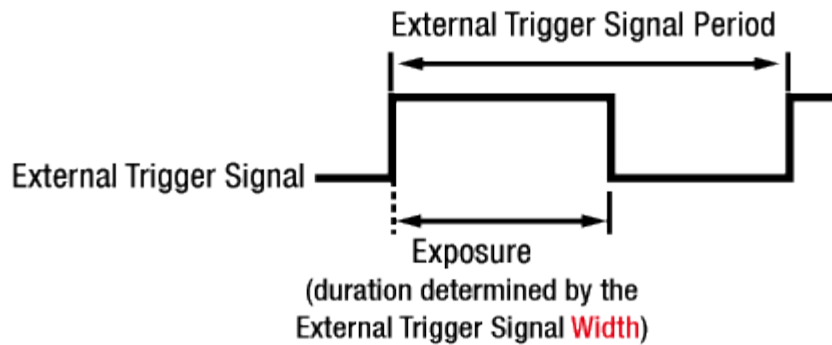 External Trigger Signal Period
External Trigger Signal
Exposure
(duration determined by the
External Trigger Signal Width)